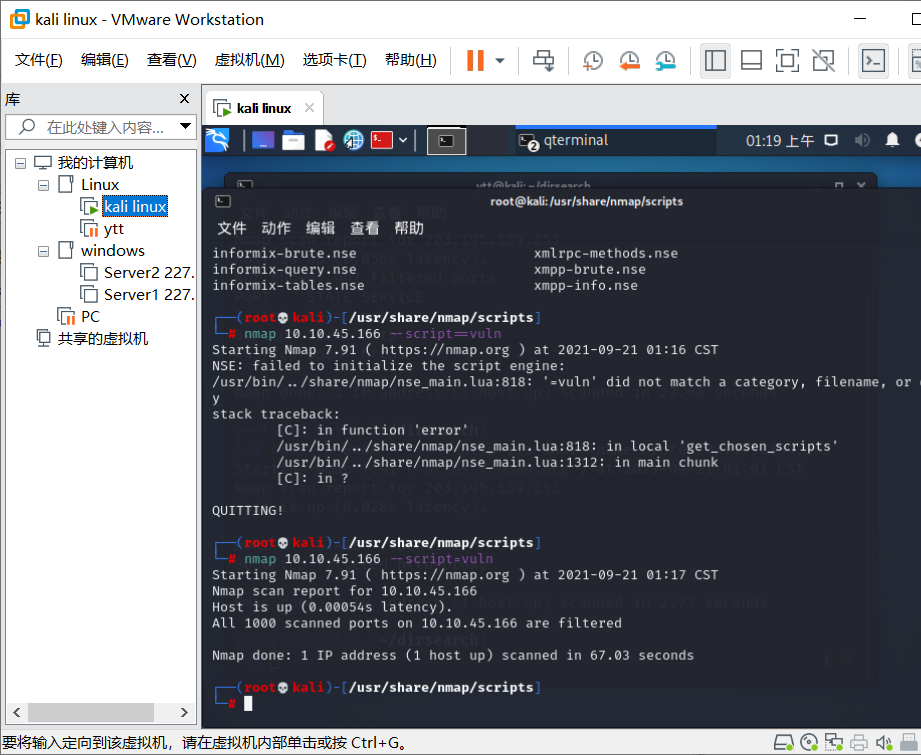 kali linux - VMware Workstation
文件(F) 编辑(E) 查看(V) 虚拟机(M) 选项卡(T) 帮助(H)
库
在此处键入内容...
我的计算机
Linux
kali linux
ytt
windows
Server2 227.
Server1 227.
PC
共享的虚拟机
kali linux
qterminal
2
01:19 上午
ytt@kali: ~/dirsearch
root@kali: /usr/share/nmap/scripts
文件 动作 编辑 查看 帮助
informix-brute.nse xmlrpc-methods.nse
informix-query.nse xmpp-brute.nse
informix-tables.nse xmpp-info.nse
(root kali)-[/usr/share/nmap/scripts]
# nmap 10.10.45.166 --script==vuln
Starting Nmap 7.91 ( https://nmap.org ) at 2021-09-21 01:16 CST
NSE: failed to initialize the script engine:
/usr/bin/../share/nmap/nse_main.lua:818: '=vuln' did not match a category, filename, or
y
stack traceback:
[C]: in function 'error'
/usr/bin/../share/nmap/nse_main.lua:818: in local 'get_chosen_scripts'
/usr/bin/../share/nmap/nse_main.lua:1312: in main chunk
[C]: in ?
QUITTING!
(root kali)-[/usr/share/nmap/scripts]
# nmap 10.10.45.166 --script=vuln
Starting Nmap 7.91 ( https://nmap.org ) at 2021-09-21 01:17 CST
Nmap scan report for 10.10.45.166
Host is up (0.00054s latency).
All 1000 scanned ports on 10.10.45.166 are filtered
Nmap done: 1 IP address (1 host up) scanned in 67.03 seconds
(root kali)-[/usr/share/nmap/scripts]
#
要将输入定向到该虚拟机，请在虚拟机内部单击或按 Ctrl+G。